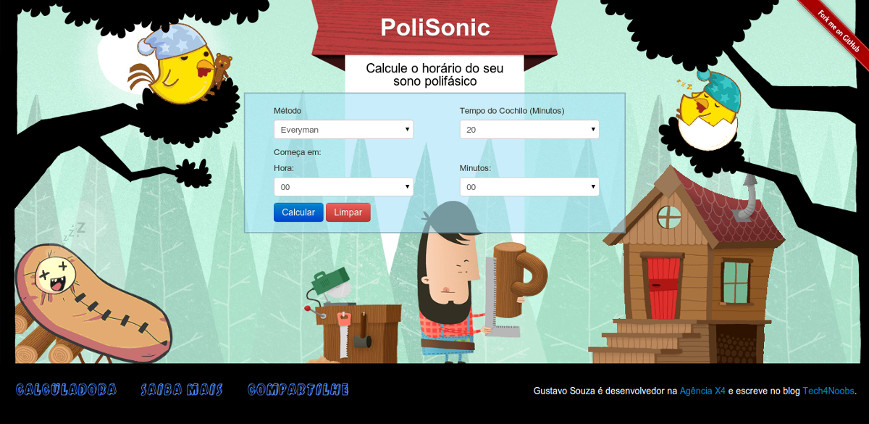 PoliSonic
Fork me on GitHub
Calcule o horário do seu
sono polifásico
Método
Tempo do Cochilo (Minutos)
Everyman
20
Começa em:
Hora:
Minutos:
00
00
Calcular
Limpar
zzZ
zzZ
CALCULADORA
SAIBA MAIS
COMPARTILHE
Gustavo Souza é desenvolvedor na Agência X4 e escreve no blog Tech4Noobs.